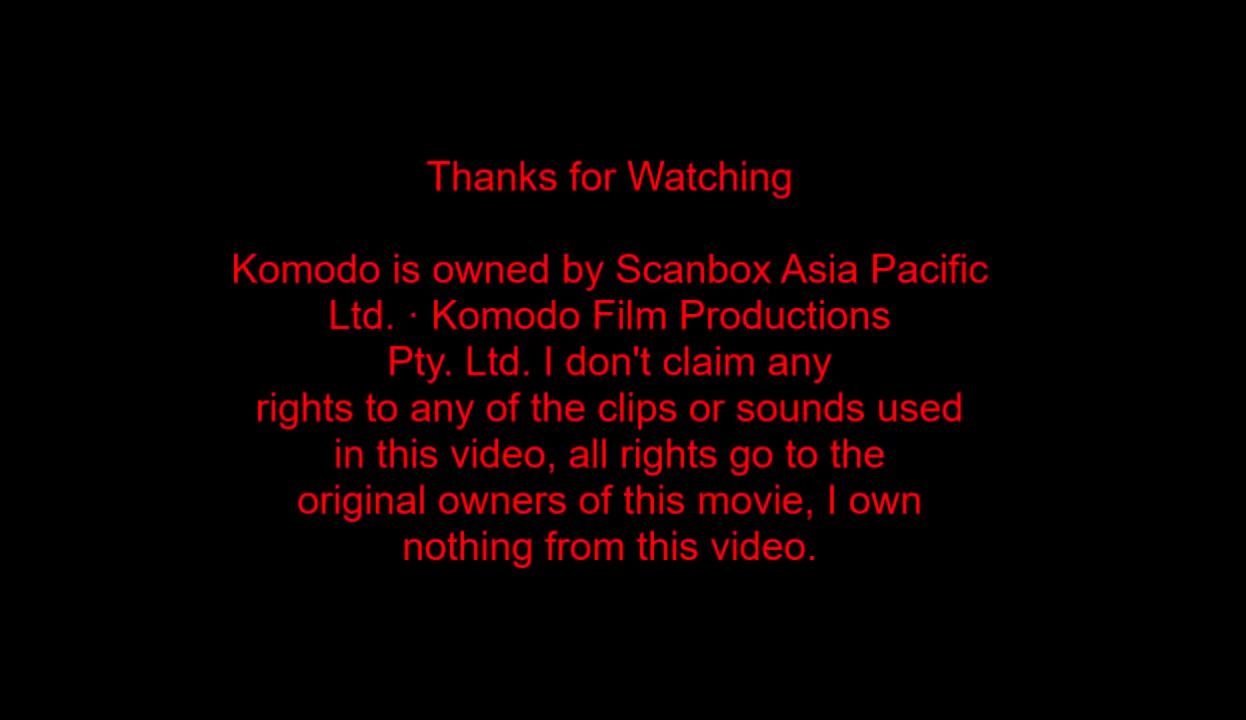 Thanks for Watching
Komodo is owned by Scanbox Asia Pacific
Ltd. · Komodo Film Productions
Pty. Ltd. I don't claim any
rights to any of the clips or sounds used
in this video, all rights go to the
original owners of this movie, I own
nothing from this video.